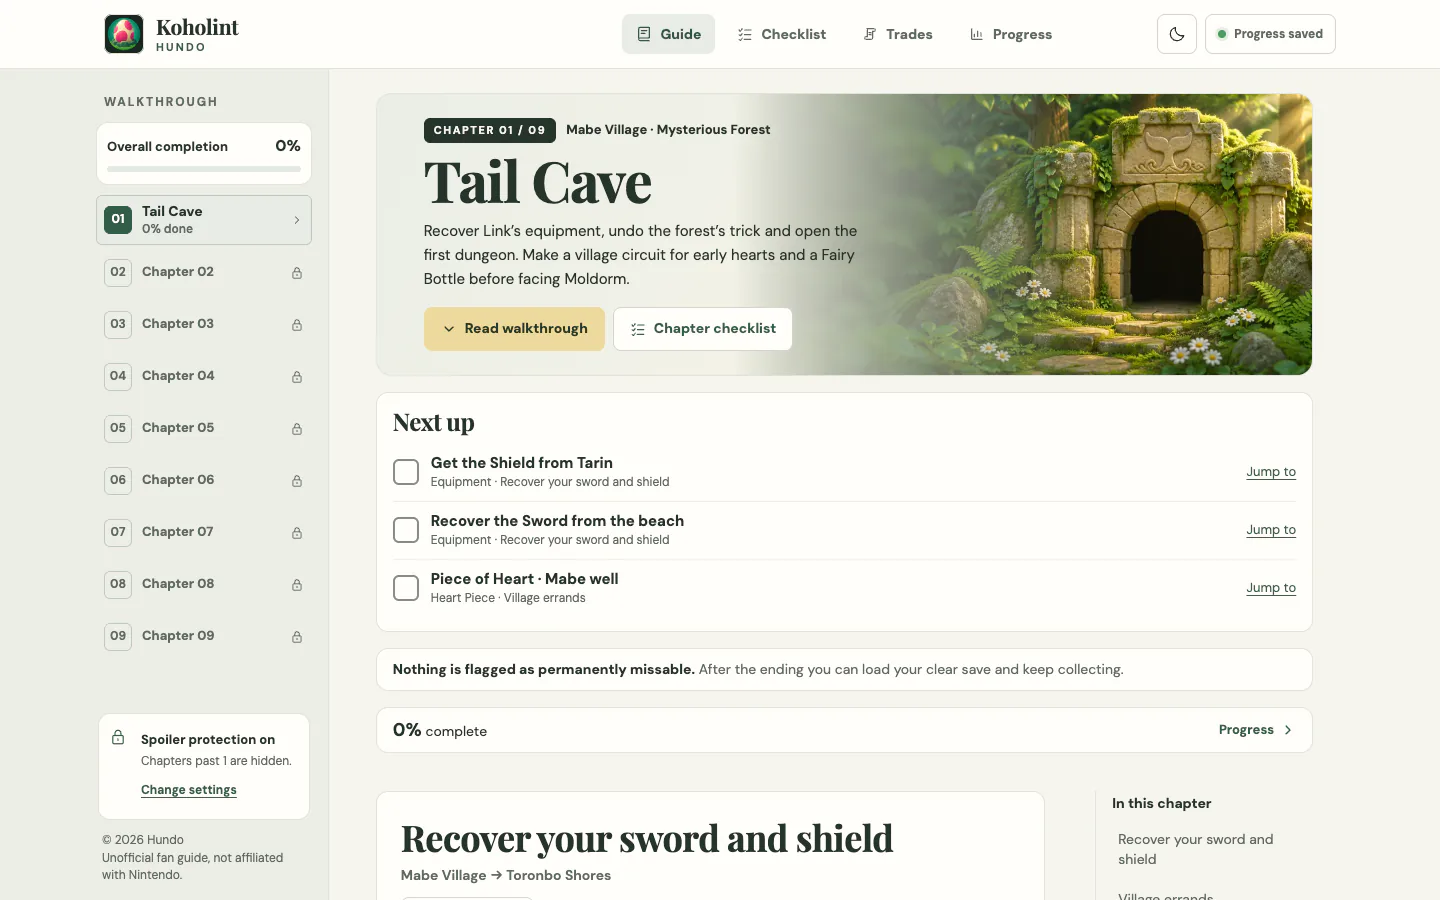 Koholint
HUNDO
Guide
Checklist
Trades
Progress
Progress saved
WALKTHROUGH
Overall completion 0%
01 Tail Cave
0% done
02 Chapter 02
03 Chapter 03
04 Chapter 04
05 Chapter 05
06 Chapter 06
07 Chapter 07
08 Chapter 08
09 Chapter 09
Spoiler protection on
Chapters past 1 are hidden.
Change settings
© 2026 Hundo
Unofficial fan guide, not affiliated
with Nintendo.
CHAPTER 01 / 09 Mabe Village · Mysterious Forest
Tail Cave
Recover Link’s equipment, undo the forest’s trick and open the
first dungeon. Make a village circuit for early hearts and a Fairy
Bottle before facing Moldorm.
Read walkthrough
Chapter checklist
Next up
Get the Shield from Tarin
Equipment · Recover your sword and shield
Jump to
Recover the Sword from the beach
Equipment · Recover your sword and shield
Jump to
Piece of Heart · Mabe well
Heart Piece · Village errands
Jump to
Nothing is flagged as permanently missable. After the ending you can load your clear save and keep collecting.
0% complete
Progress
Recover your sword and shield
Mabe Village → Toronbo Shores
In this chapter
Recover your sword and
shield
Village errands